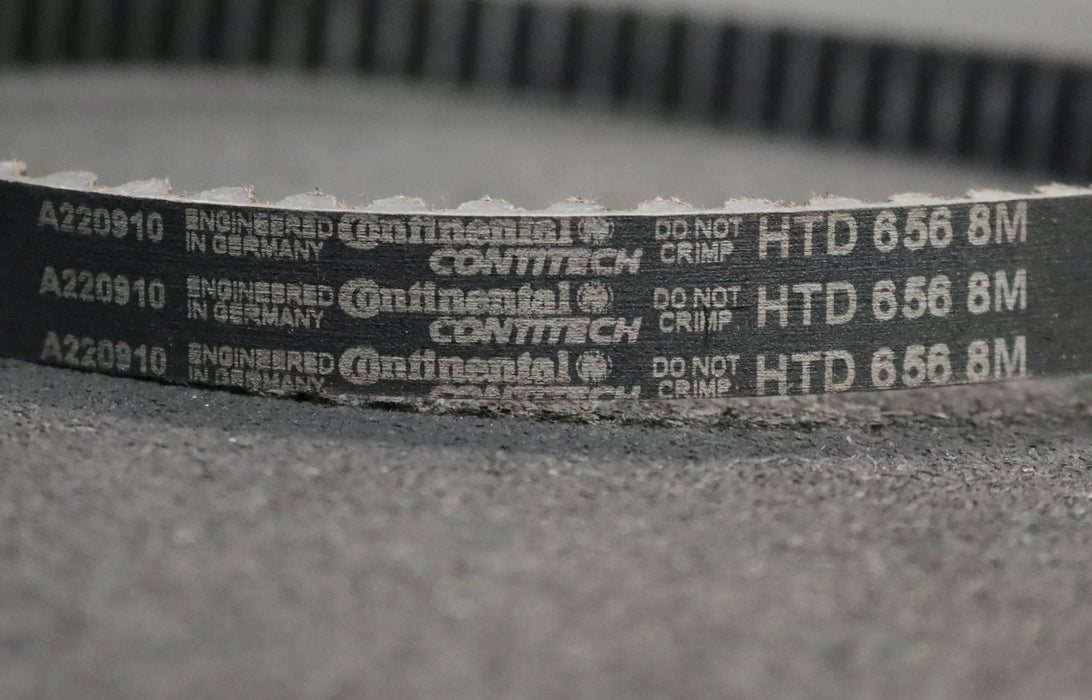 A220910 ENGINEERED IN GERMANY Continental CONTITECH DO NOT CRIMP HTD 656 8M
A220910 ENGINEERED IN GERMANY Continental CONTITECH DO NOT CRIMP HTD 656 8M
A220910 ENGINEERED IN GERMANY Continental CONTITECH DO NOT CRIMP HTD 656 8M